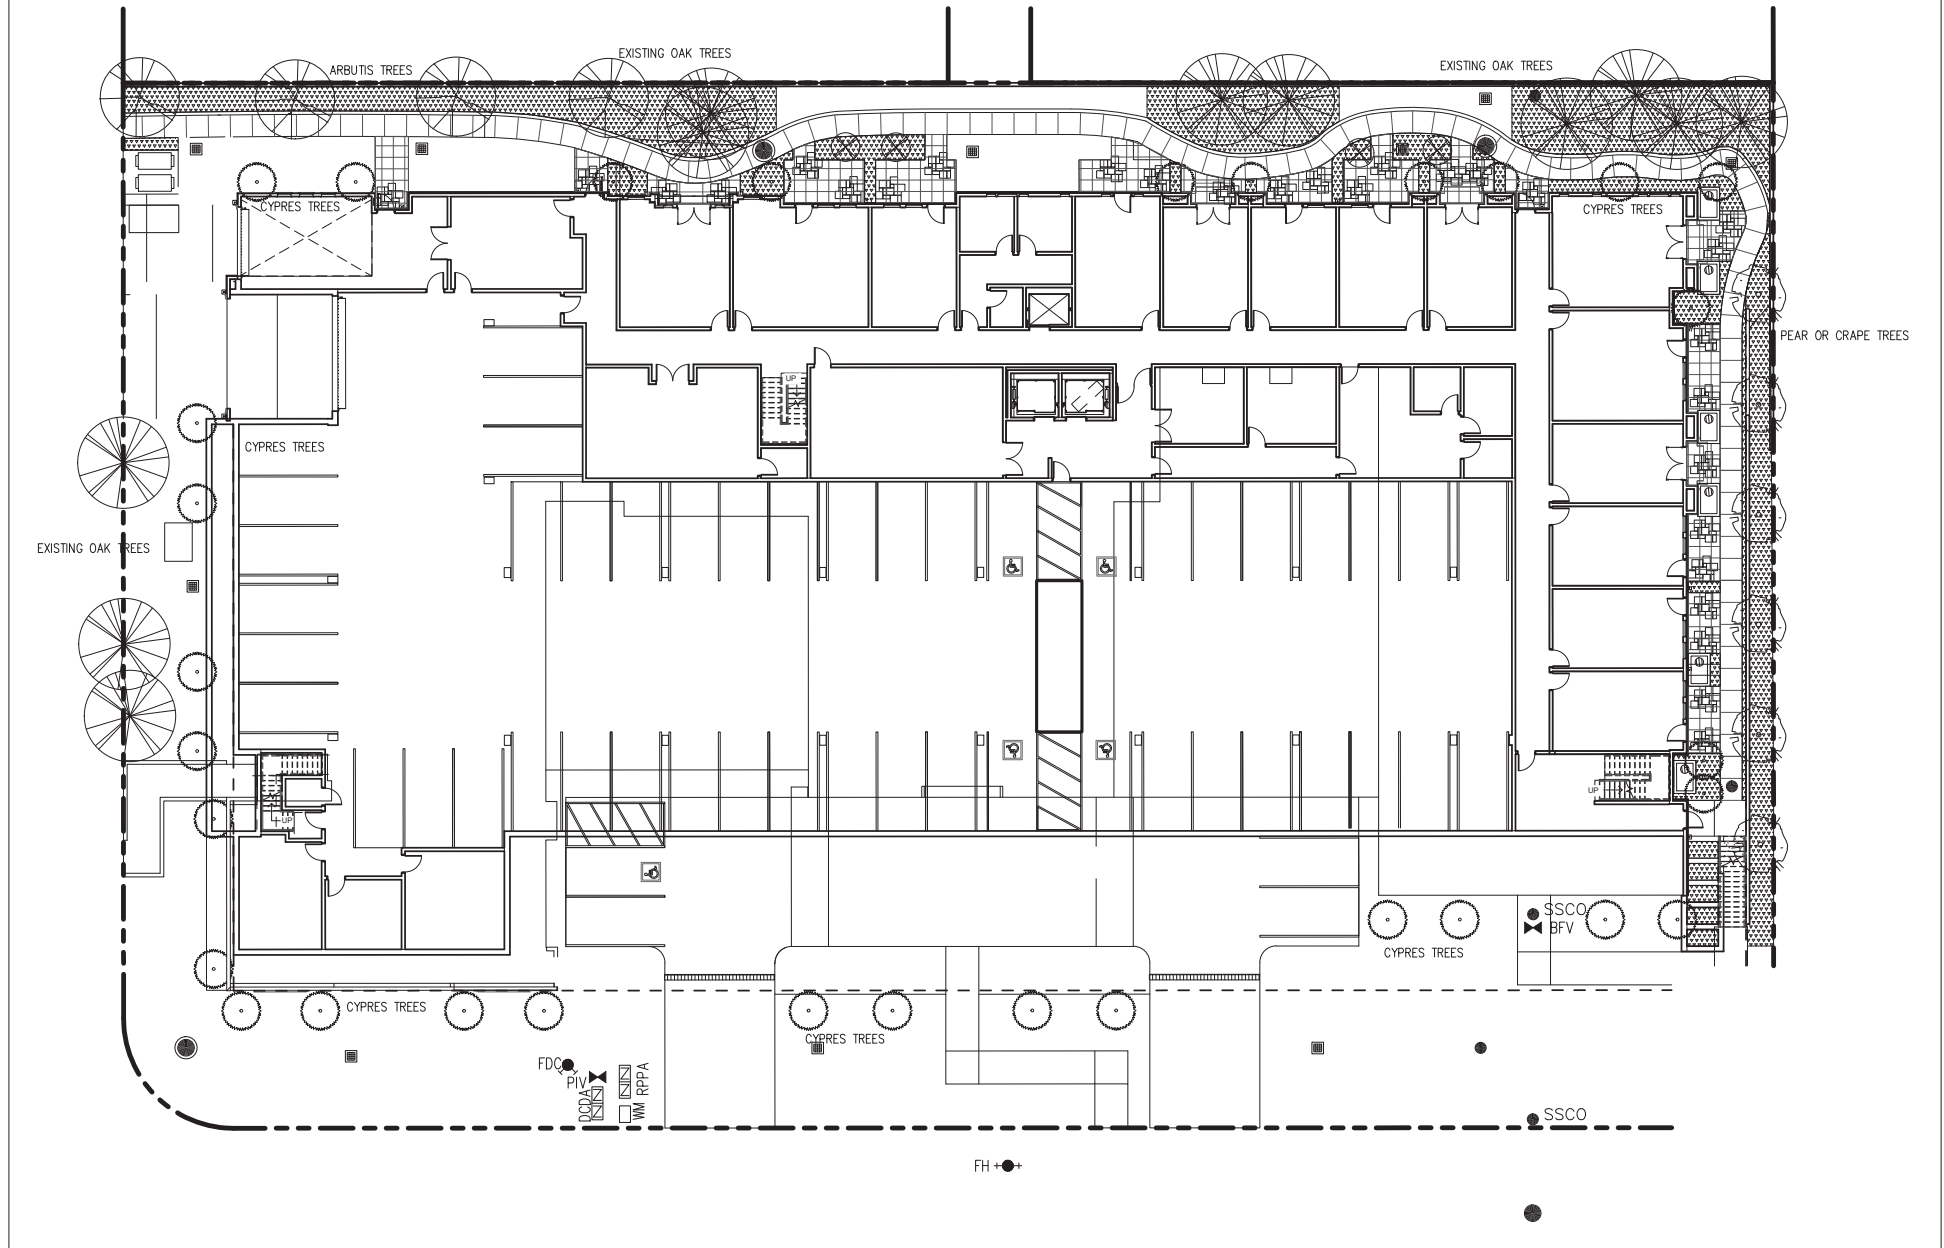 EXISTING OAK TREES
ARBUTIS TREES
EXISTING OAK TREES
CYPRES TREES
CYPRES TREES
PEAR OR CRAPE TREES
UP
CYPRES TREES
EXISTING OAK TREES
UP
UP
SSCO
BFV
CYPRES TREES
CYPRES TREES
CYPRES TREES
FDC
PIV
DCDA
WM RPPA
SSCO
FH